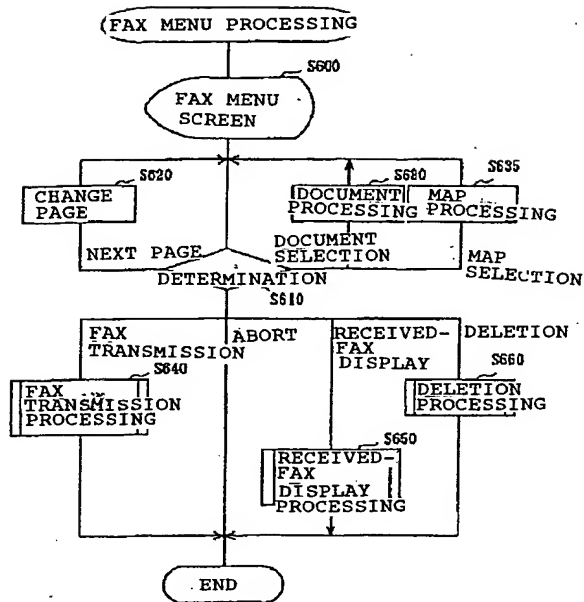 FAX MENU PROCESSING
S600
FAX MENU
SCREEN
S620
CHANGE
PAGE
S680
DOCUMENT
PROCESSING
S635
MAP
PROCESSING
NEXT PAGE
DOCUMENT
SELECTION
MAP
SELECTION
DETERMINATION
S610
FAX
TRANSMISSION
ABORT
RECEIVED-
FAX
DISPLAY
DELETION
S640
FAX
TRANSMISSION
PROCESSING
S660
DELETION
PROCESSING
S650
RECEIVED-
FAX
DISPLAY
PROCESSING
END